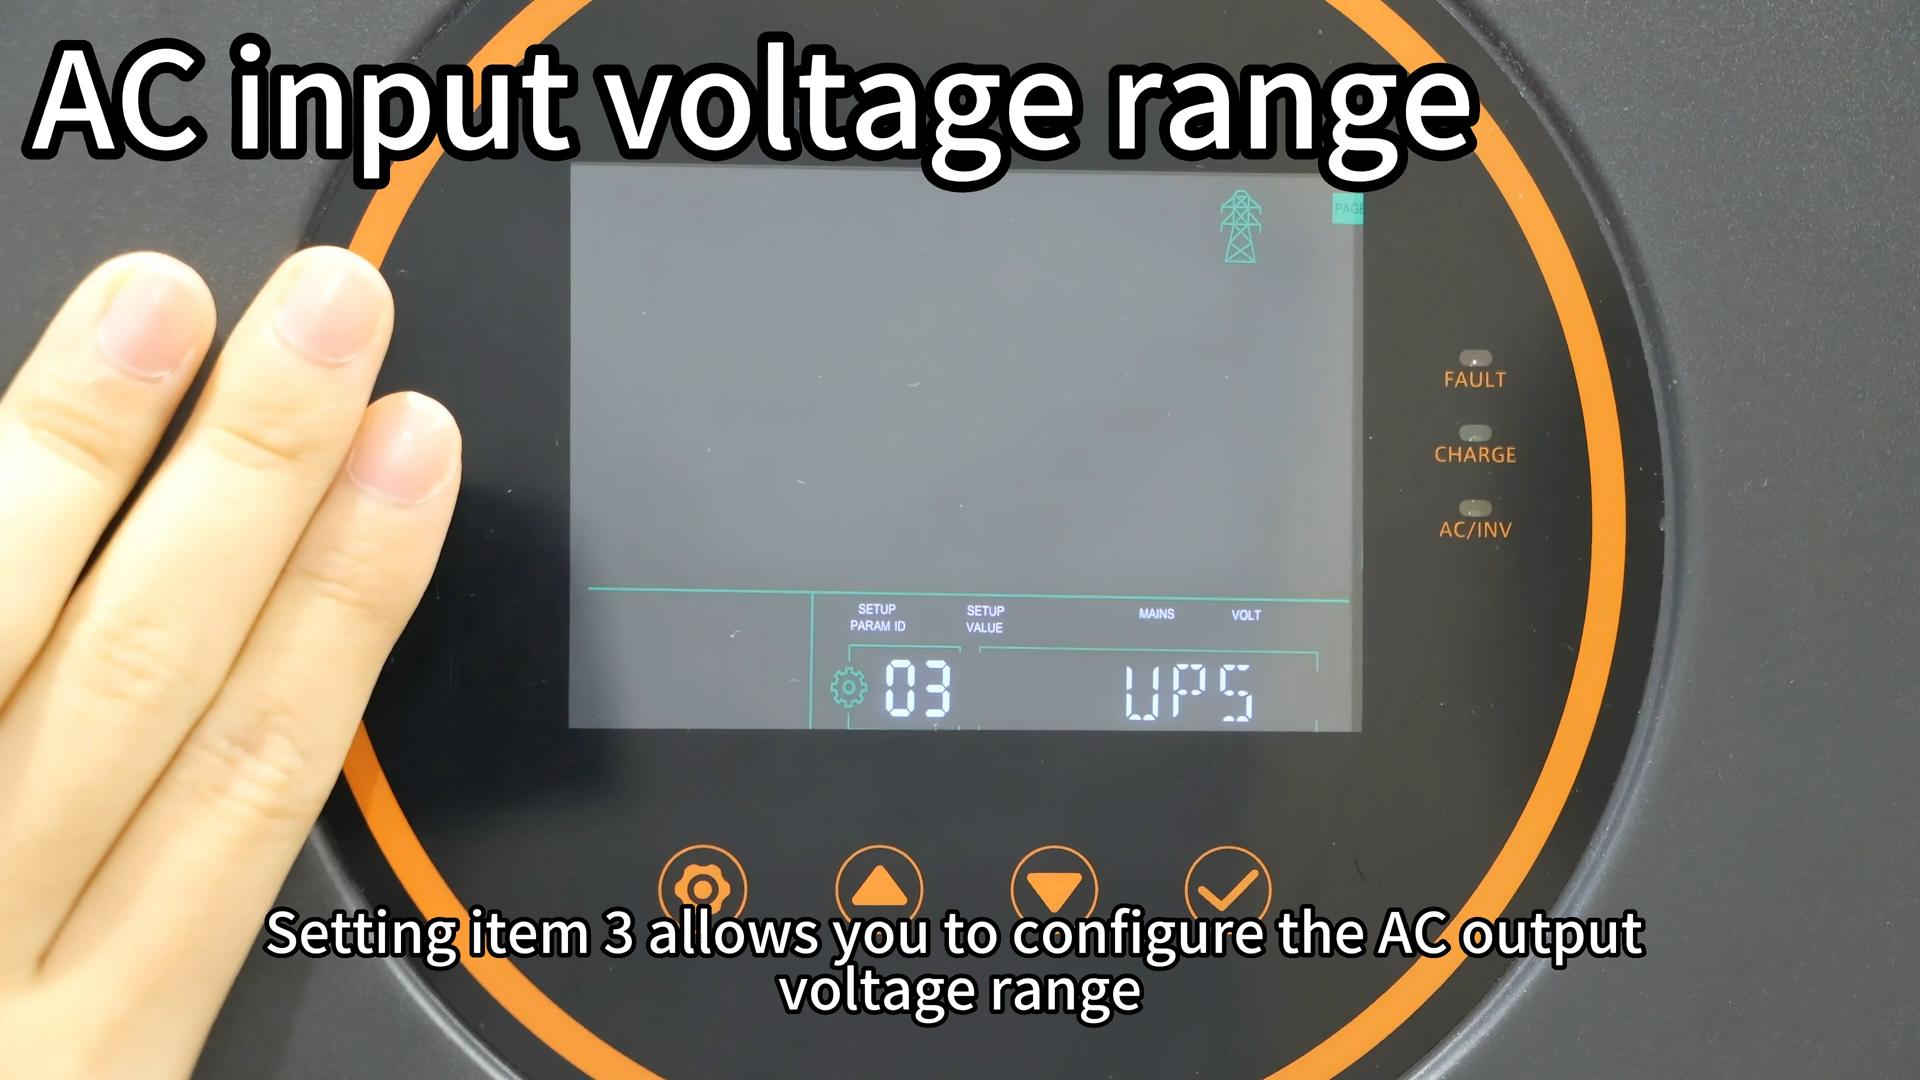 AC input voltage range
PAGE
FAULT
CHARGE
AC/INV
SETUP
PARAM ID
SETUP
VALUE
MAINS
VOLT
03
UPS
Setting item 3 allows you to configure the AC output
voltage range